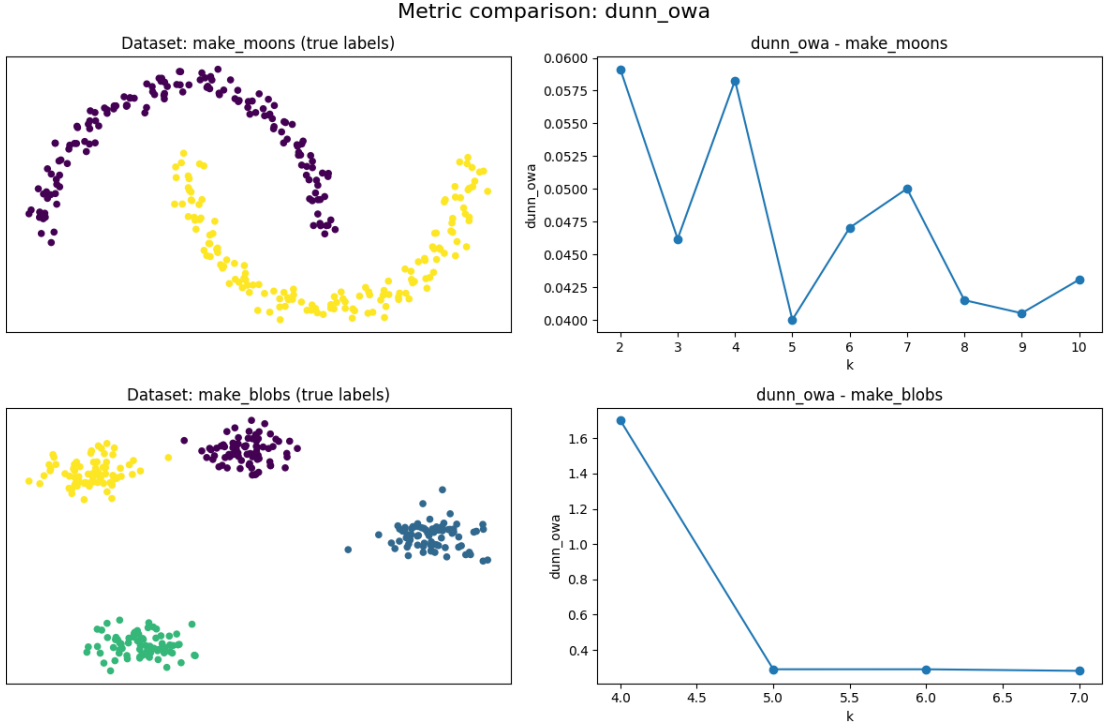 Metric comparison: dunn_owa
Dataset: make_moons (true labels)
dunn_owa - make_moons
0.0600
0.0575
0.0550
0.0525
0.0500
0.0475
0.0450
0.0425
0.0400
dunn_owa
2 3 4 5 6 7 8 9 10
k
Dataset: make_blobs (true labels)
dunn_owa - make_blobs
1.6
1.4
1.2
1.0
0.8
0.6
0.4
dunn_owa
4.0 4.5 5.0 5.5 6.0 6.5 7.0
k